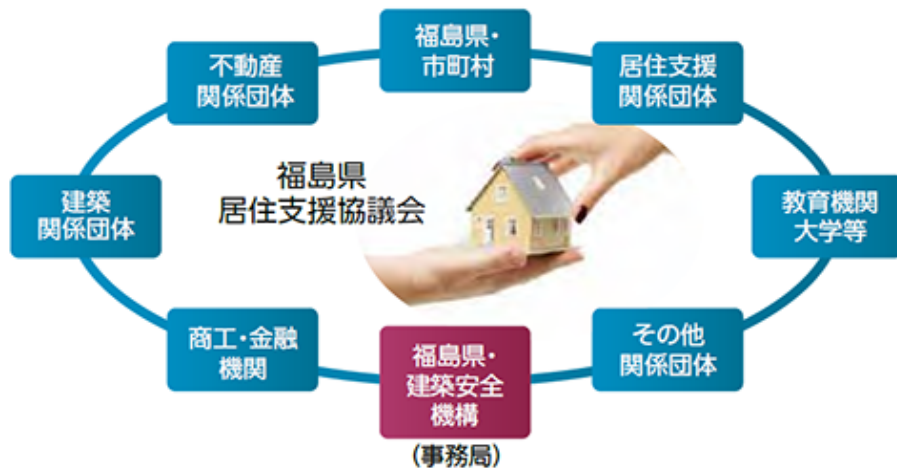 福島県・
市町村
不動産
関係団体
居住支援
関係団体
福島県
居住支援協議会
建築
関係団体
教育機関
大学等
商工・金融
機関
福島県・
建築安全
機構
(事務局)
その他
関係団体